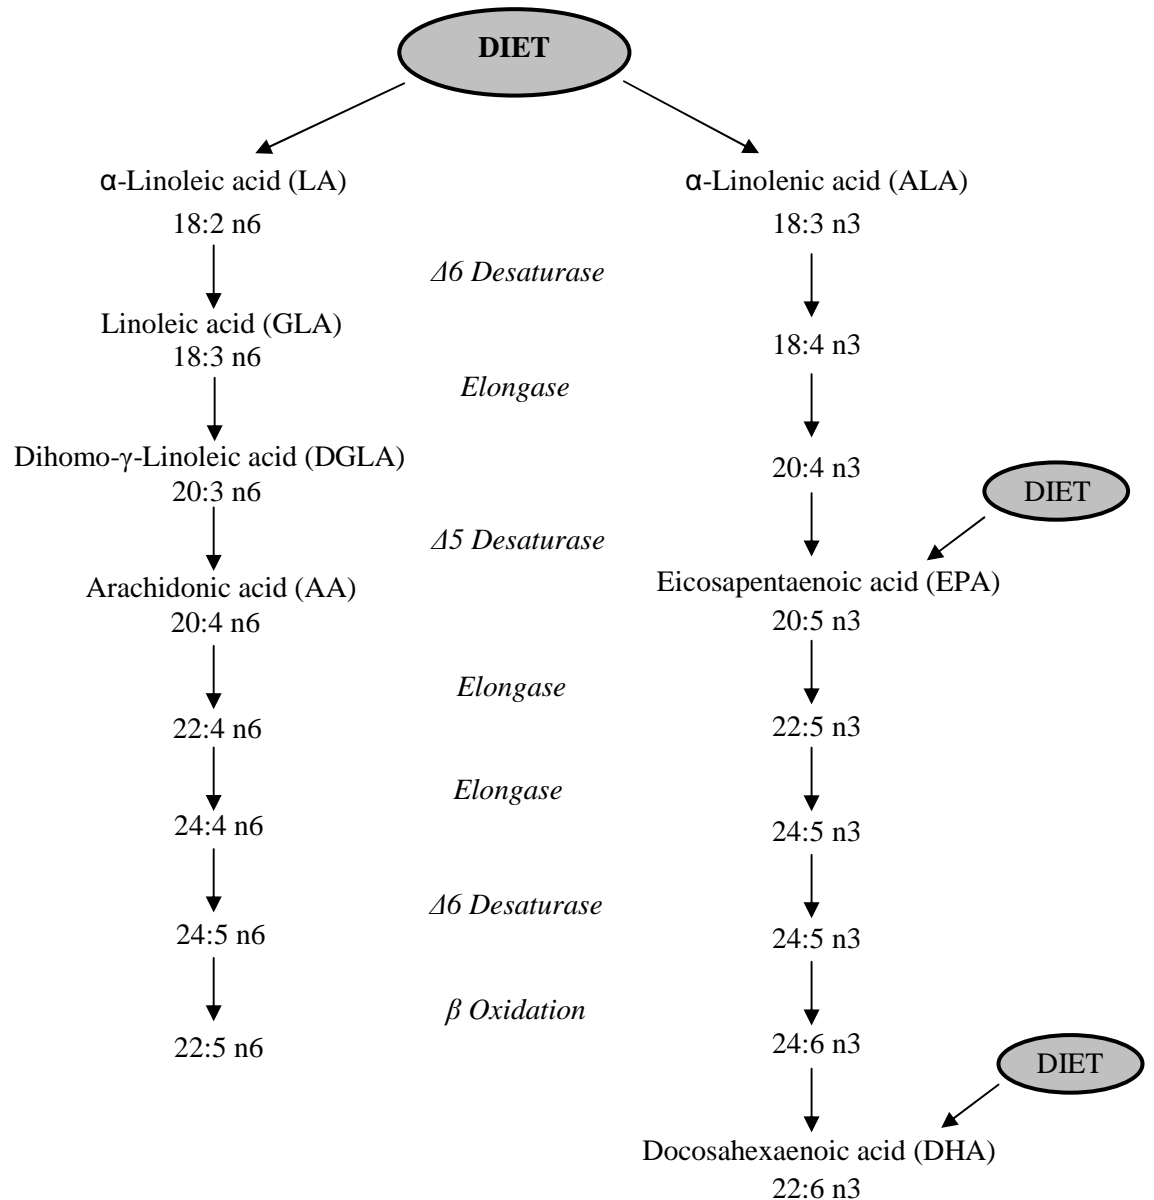 DIET
α-Linoleic acid (LA)
18:2 n6
α-Linolenic acid (ALA)
18:3 n3
Δ6 Desaturase
Linoleic acid (GLA)
18:3 n6
18:4 n3
Elongase
Dihomo-γ-Linoleic acid (DGLA)
20:3 n6
20:4 n3
DIET
Δ5 Desaturase
Arachidonic acid (AA)
20:4 n6
Eicosapentaenoic acid (EPA)
20:5 n3
Elongase
22:4 n6
22:5 n3
Elongase
24:4 n6
24:5 n3
Δ6 Desaturase
24:5 n6
24:5 n3
β Oxidation
22:5 n6
24:6 n3
DIET
Docosahexaenoic acid (DHA)
22:6 n3